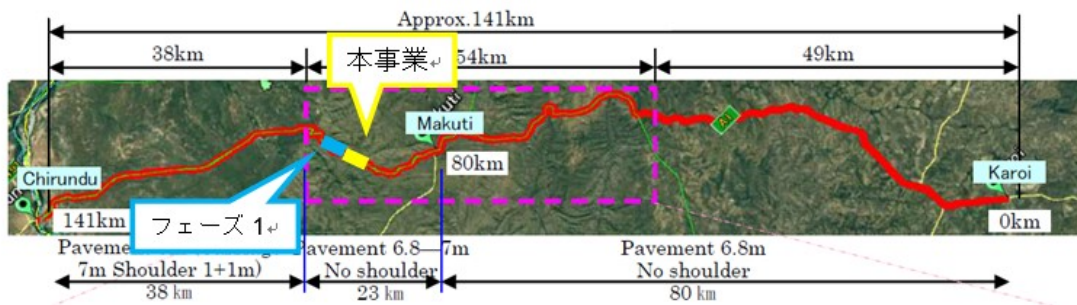 Approx.141km
38km
54km
49km
本事業
Makuti
A1
80km
Chirundu
Karoi
141km
フェーズ 1
0km
Pavement
Pavement 6.8—7m
Pavement 6.8m
7m Shoulder 1+1m)
No shoulder
No shoulder
38 km
23 km
80 km